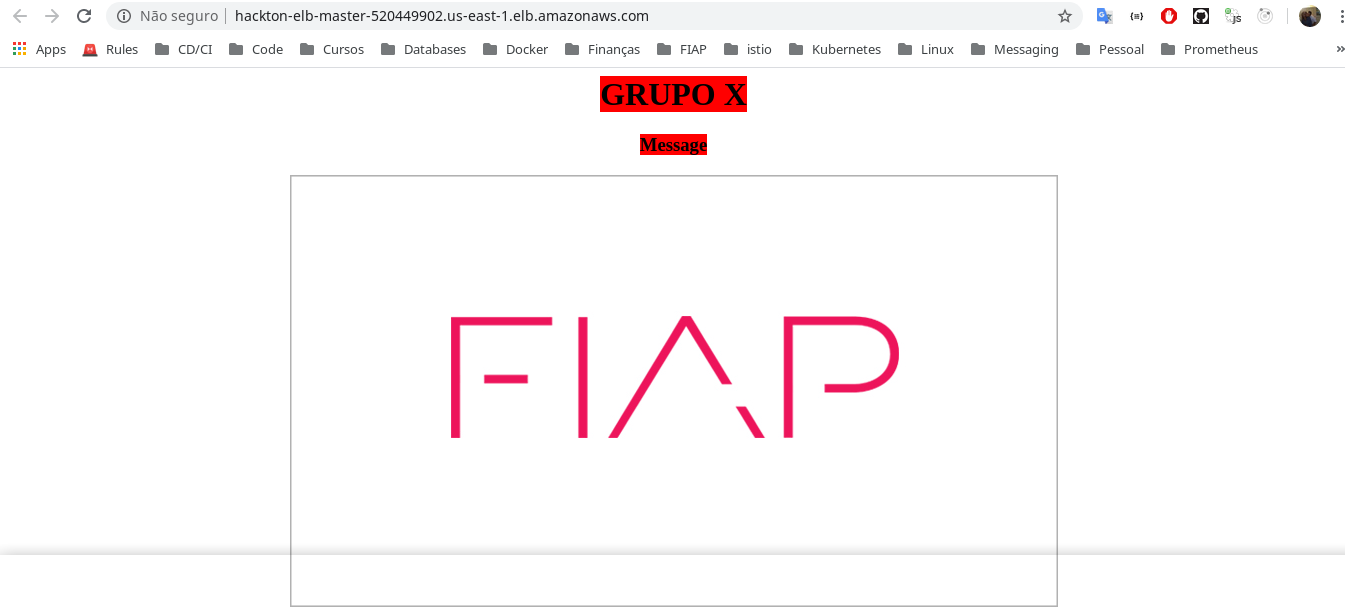 Não seguro hackton-elb-master-520449902.us-east-1.elb.amazonaws.com
Apps Rules CD/CI Code Cursos Databases Docker Finanças FIAP istio Kubernetes Linux Messaging Pessoal Prometheus »
GRUPO X
Message
FIAP